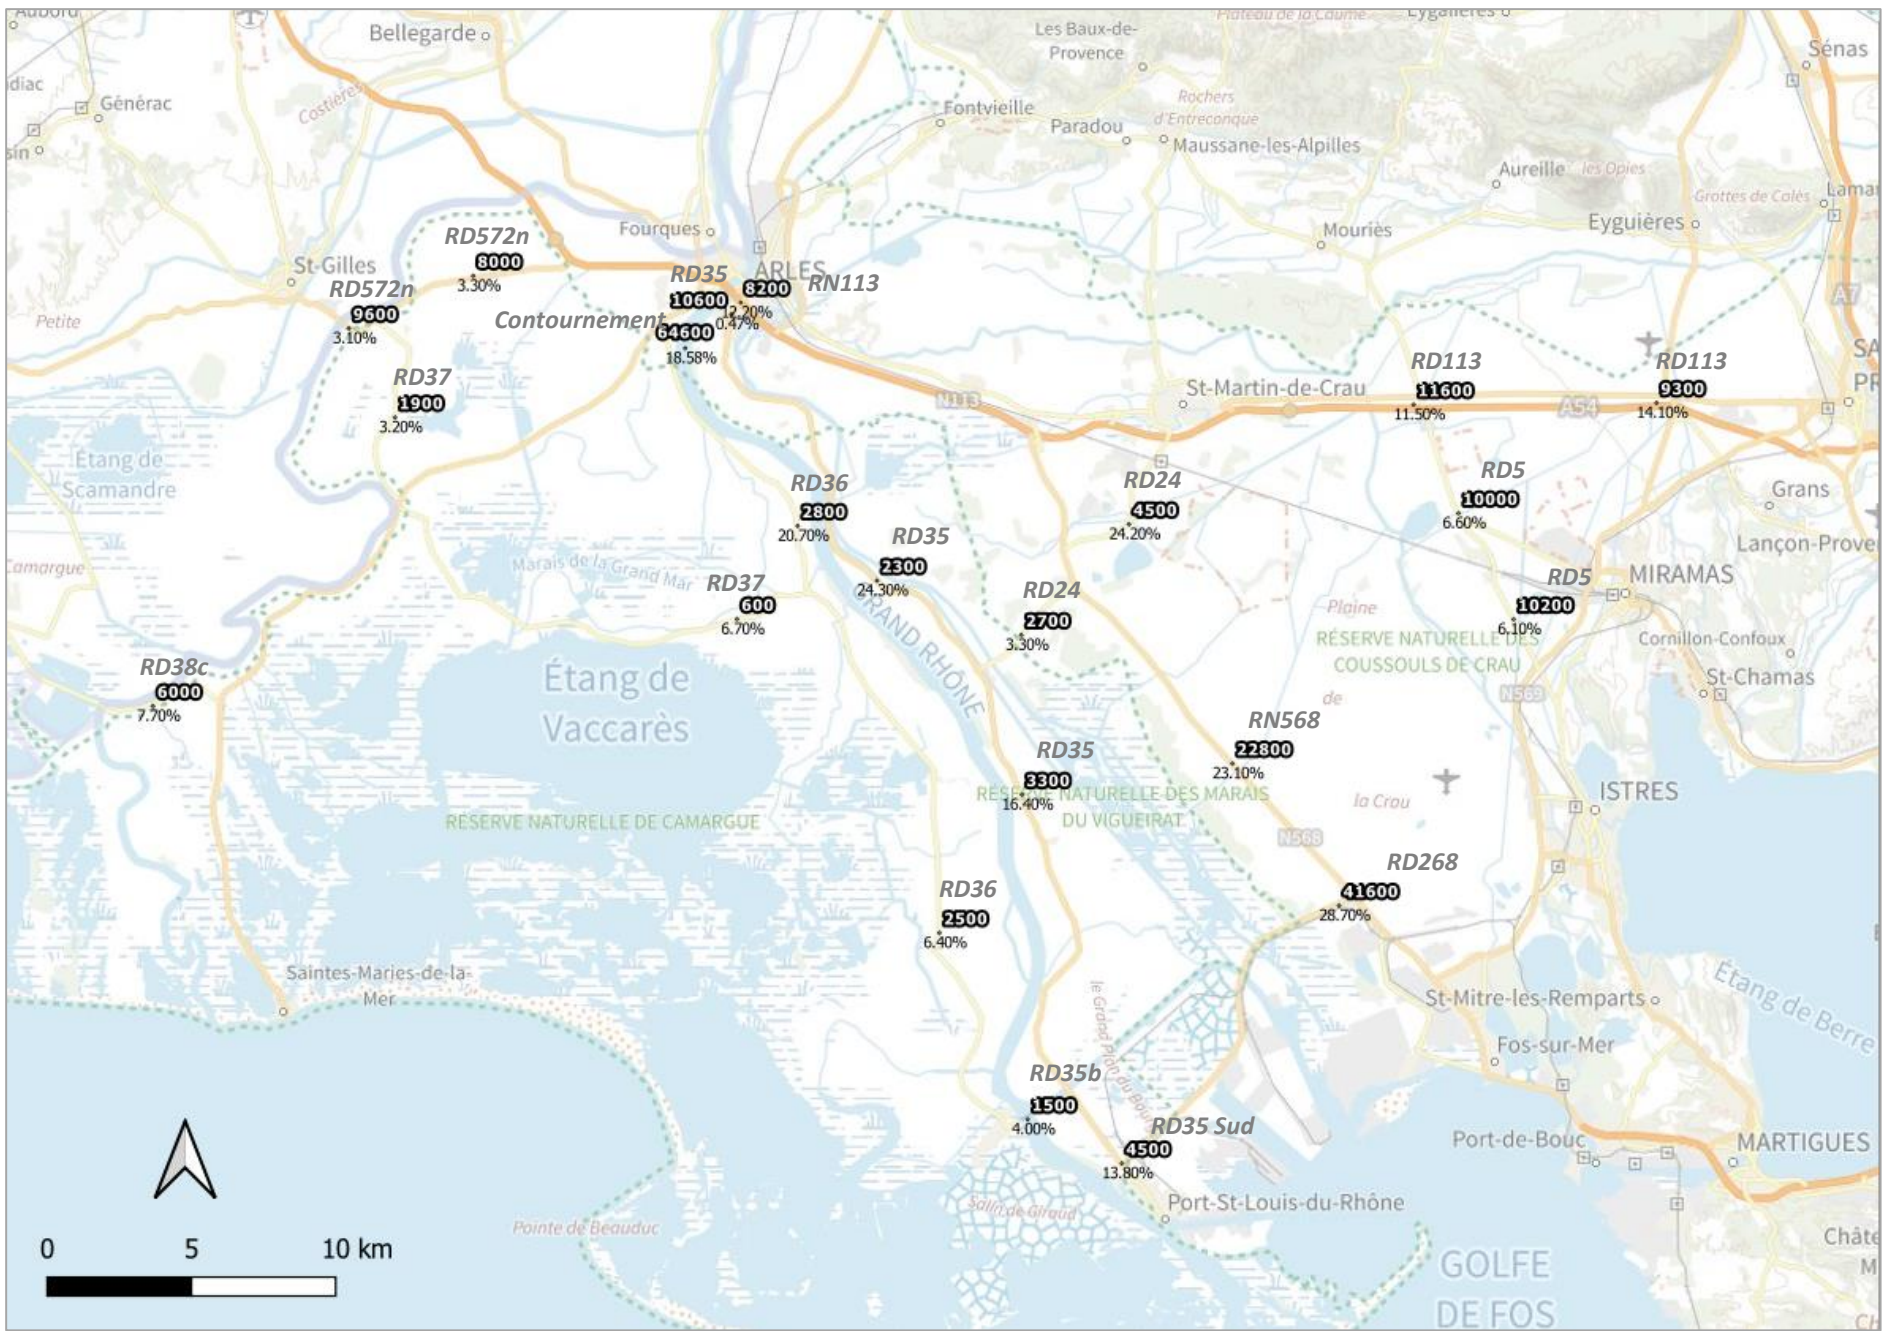 Bellegarde
Les Baux-de-
Provence
Sénas
Générac
Costières
Fontvieille
Rochers
d'Entreconque
Paradou
Maussane-les-Alpilles
Aureille
les Opies
Grottes de Calès
Fourques
Mouriès
Eyguières
RD572n
8000
3.30%
St-Gilles
RD572n
9600
3.10%
Petite
ARLES
RD35
10600
0.47%
8200
12.20%
RN113
Contournement
64600
18.58%
A7
RD37
1900
3.20%
N113
St-Martin-de-Crau
RD113
11600
11.50%
A54
RD113
9300
14.10%
Étang de
Scamandre
RD36
2800
20.70%
RD24
4500
24.20%
RD5
10000
6.60%
Grans
RD35
2300
24.30%
Camargue
Marais de la Grand Mar
RD37
600
6.70%
GRAND RHÔNE
RD24
2700
3.30%
Plaine
de
la Crau
RD5
10200
6.10%
MIRAMAS
RÉSERVE NATURELLE DES
COUSSOULS DE CRAU
Cornillon-Confoux
St-Chamas
RD38c
6000
7.70%
Étang de
Vaccarès
N569
RN568
22800
23.10%
RD35
3300
16.40%
RÉSERVE NATURELLE DES MARAIS
DU VIGUEIRAT
ISTRES
RÉSERVE NATURELLE DE CAMARGUE
N568
RD268
41600
28.70%
RD36
2500
6.40%
Saintes-Maries-de-la-
Mer
St-Mitre-les-Remparts
Étang de Berre
Fos-sur-Mer
RD35b
1500
4.00%
RD35 Sud
4500
13.80%
Port-de-Bouc
MARTIGUES
Port-St-Louis-du-Rhône
Salin de Giraud
Pointe de Beauduc
0 5 10 km
GOLFE
DE FOS